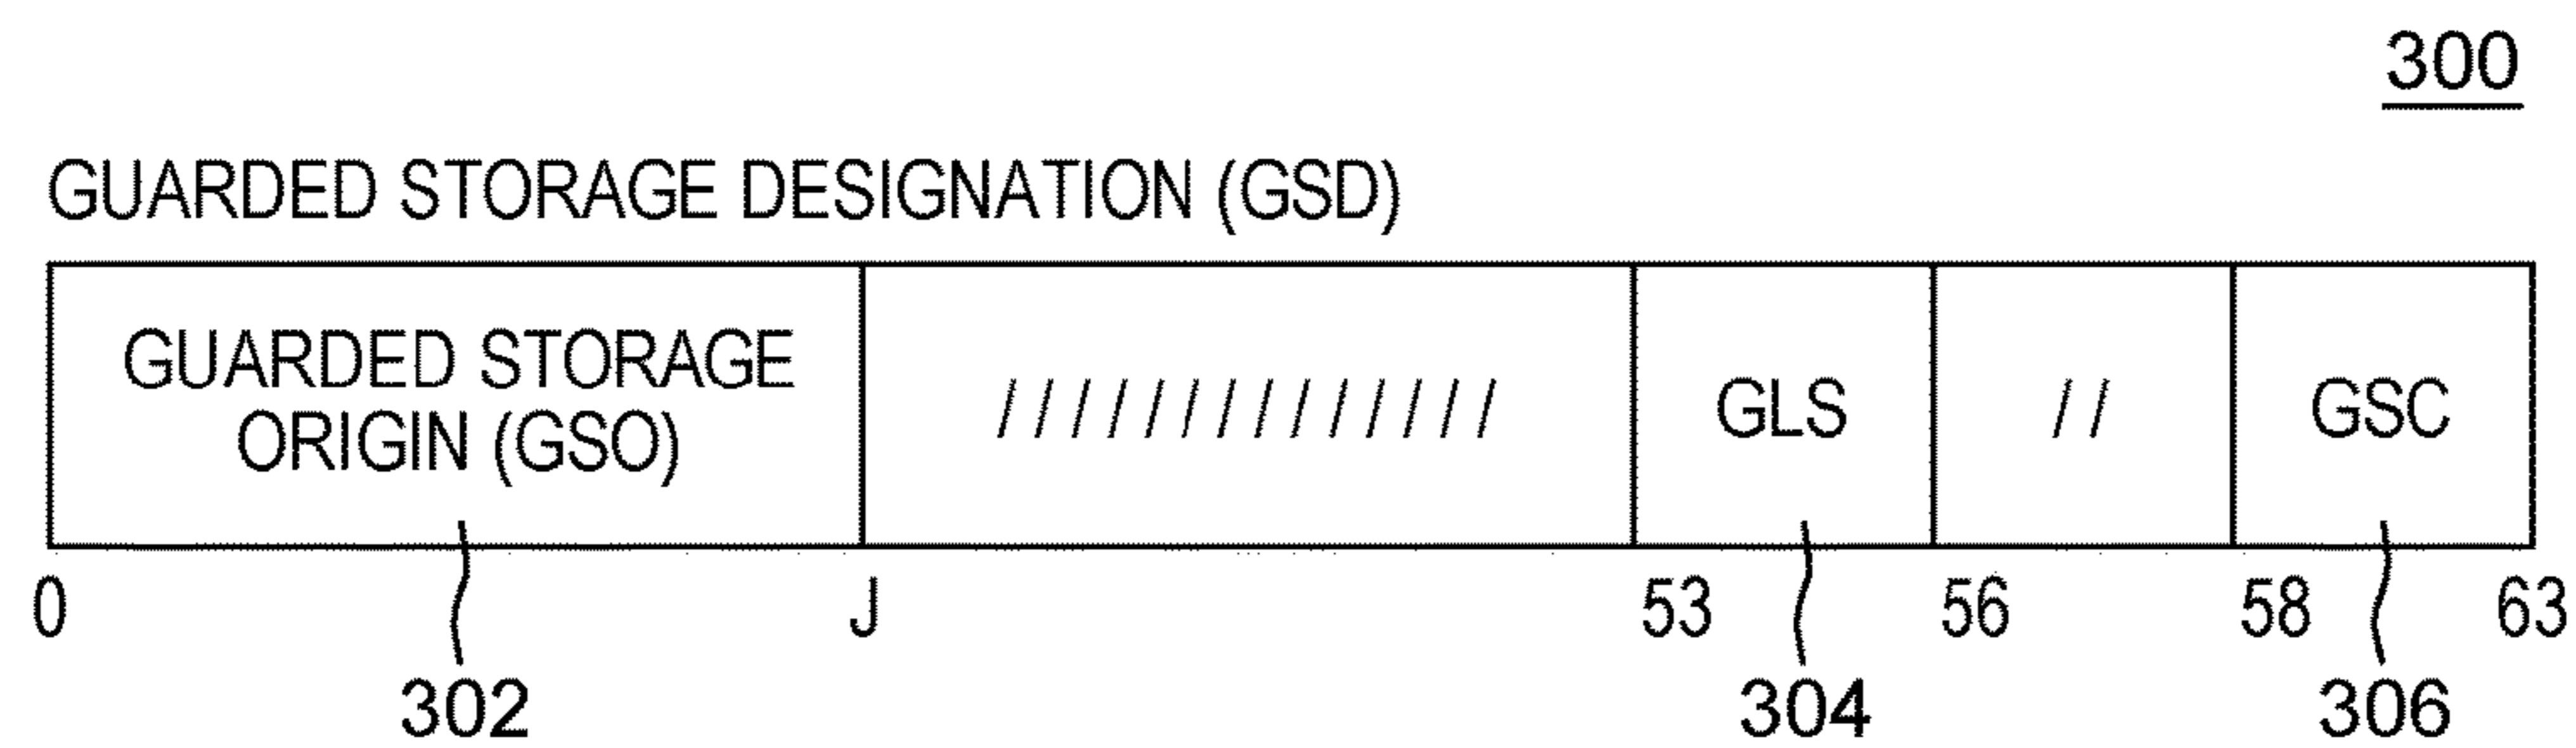 300
GUARDED STORAGE DESIGNATION (GSD)
GUARDED STORAGE
ORIGIN (GSO)
//////////////
GLS
//
GSC
0 J 53 56 58 63
302 304 306